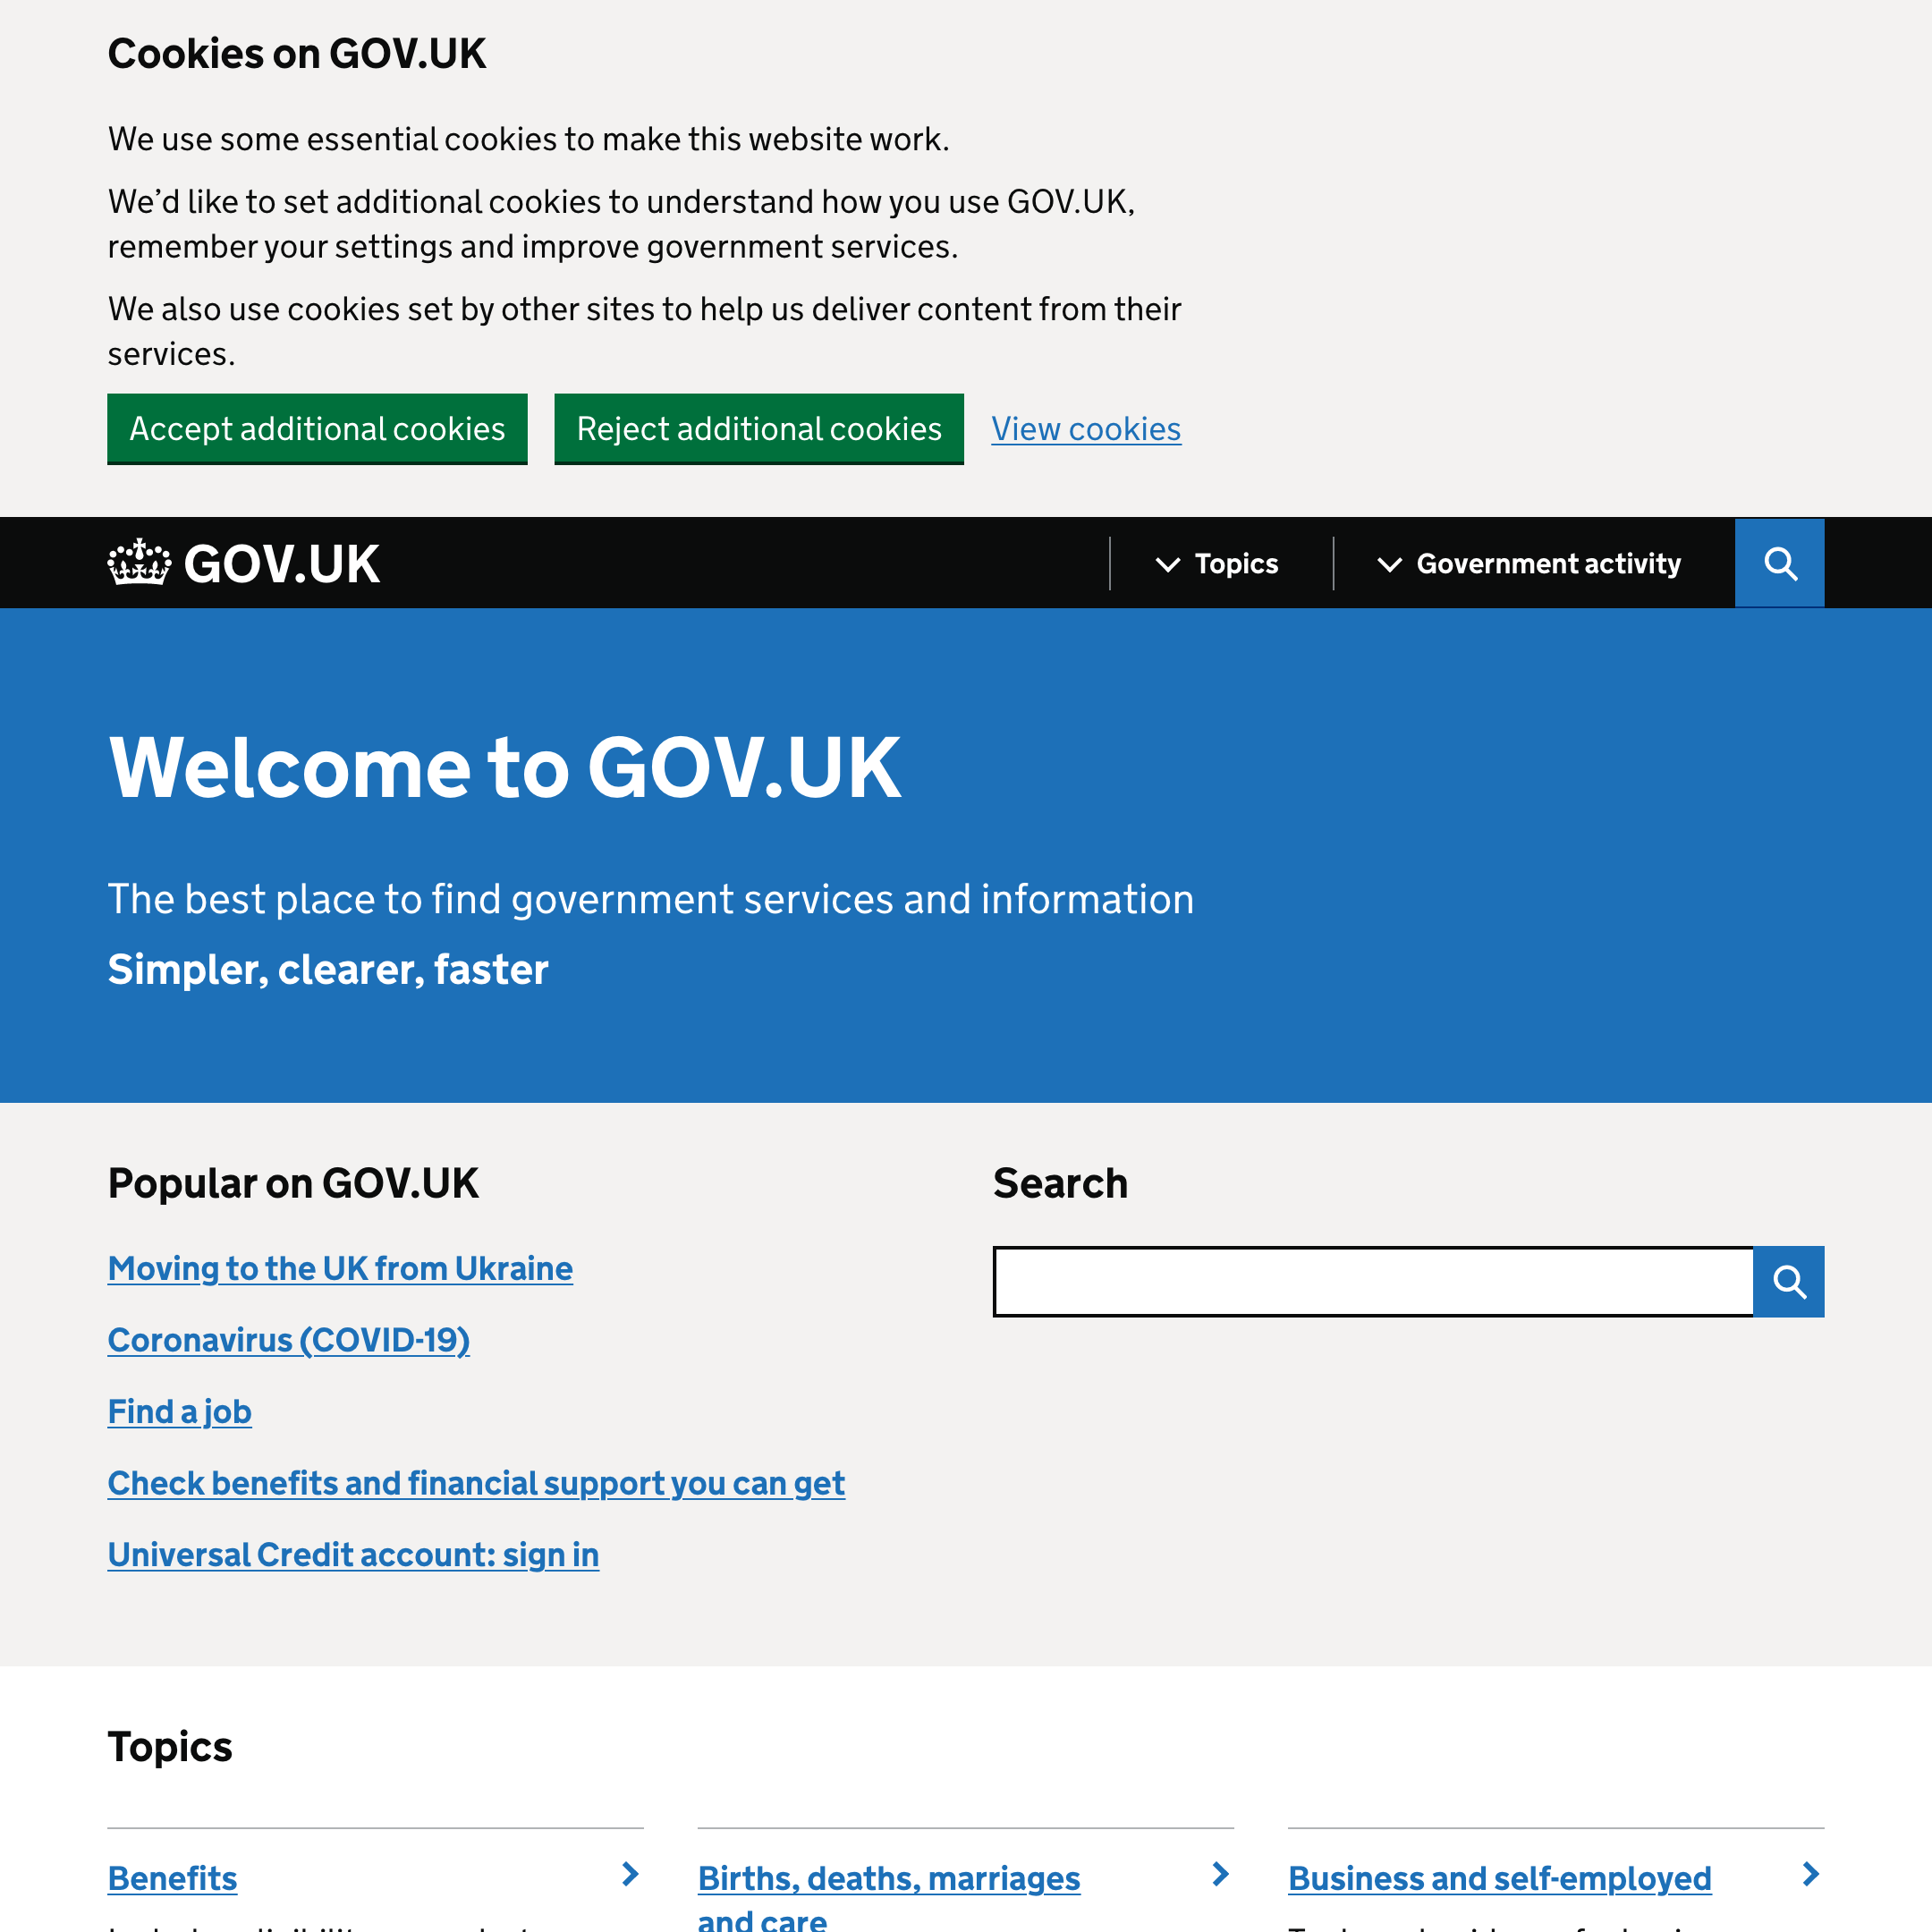 Cookies on GOV.UK
We use some essential cookies to make this website work.
We’d like to set additional cookies to understand how you use GOV.UK,
remember your settings and improve government services.
We also use cookies set by other sites to help us deliver content from their
services.
Accept additional cookies
Reject additional cookies
View cookies
GOV.UK
Topics
Government activity
Welcome to GOV.UK
The best place to find government services and information
Simpler, clearer, faster
Popular on GOV.UK
Moving to the UK from Ukraine
Coronavirus (COVID-19)
Find a job
Check benefits and financial support you can get
Universal Credit account: sign in
Search
Topics
Benefits
Births, deaths, marriages
and care
Business and self-employed